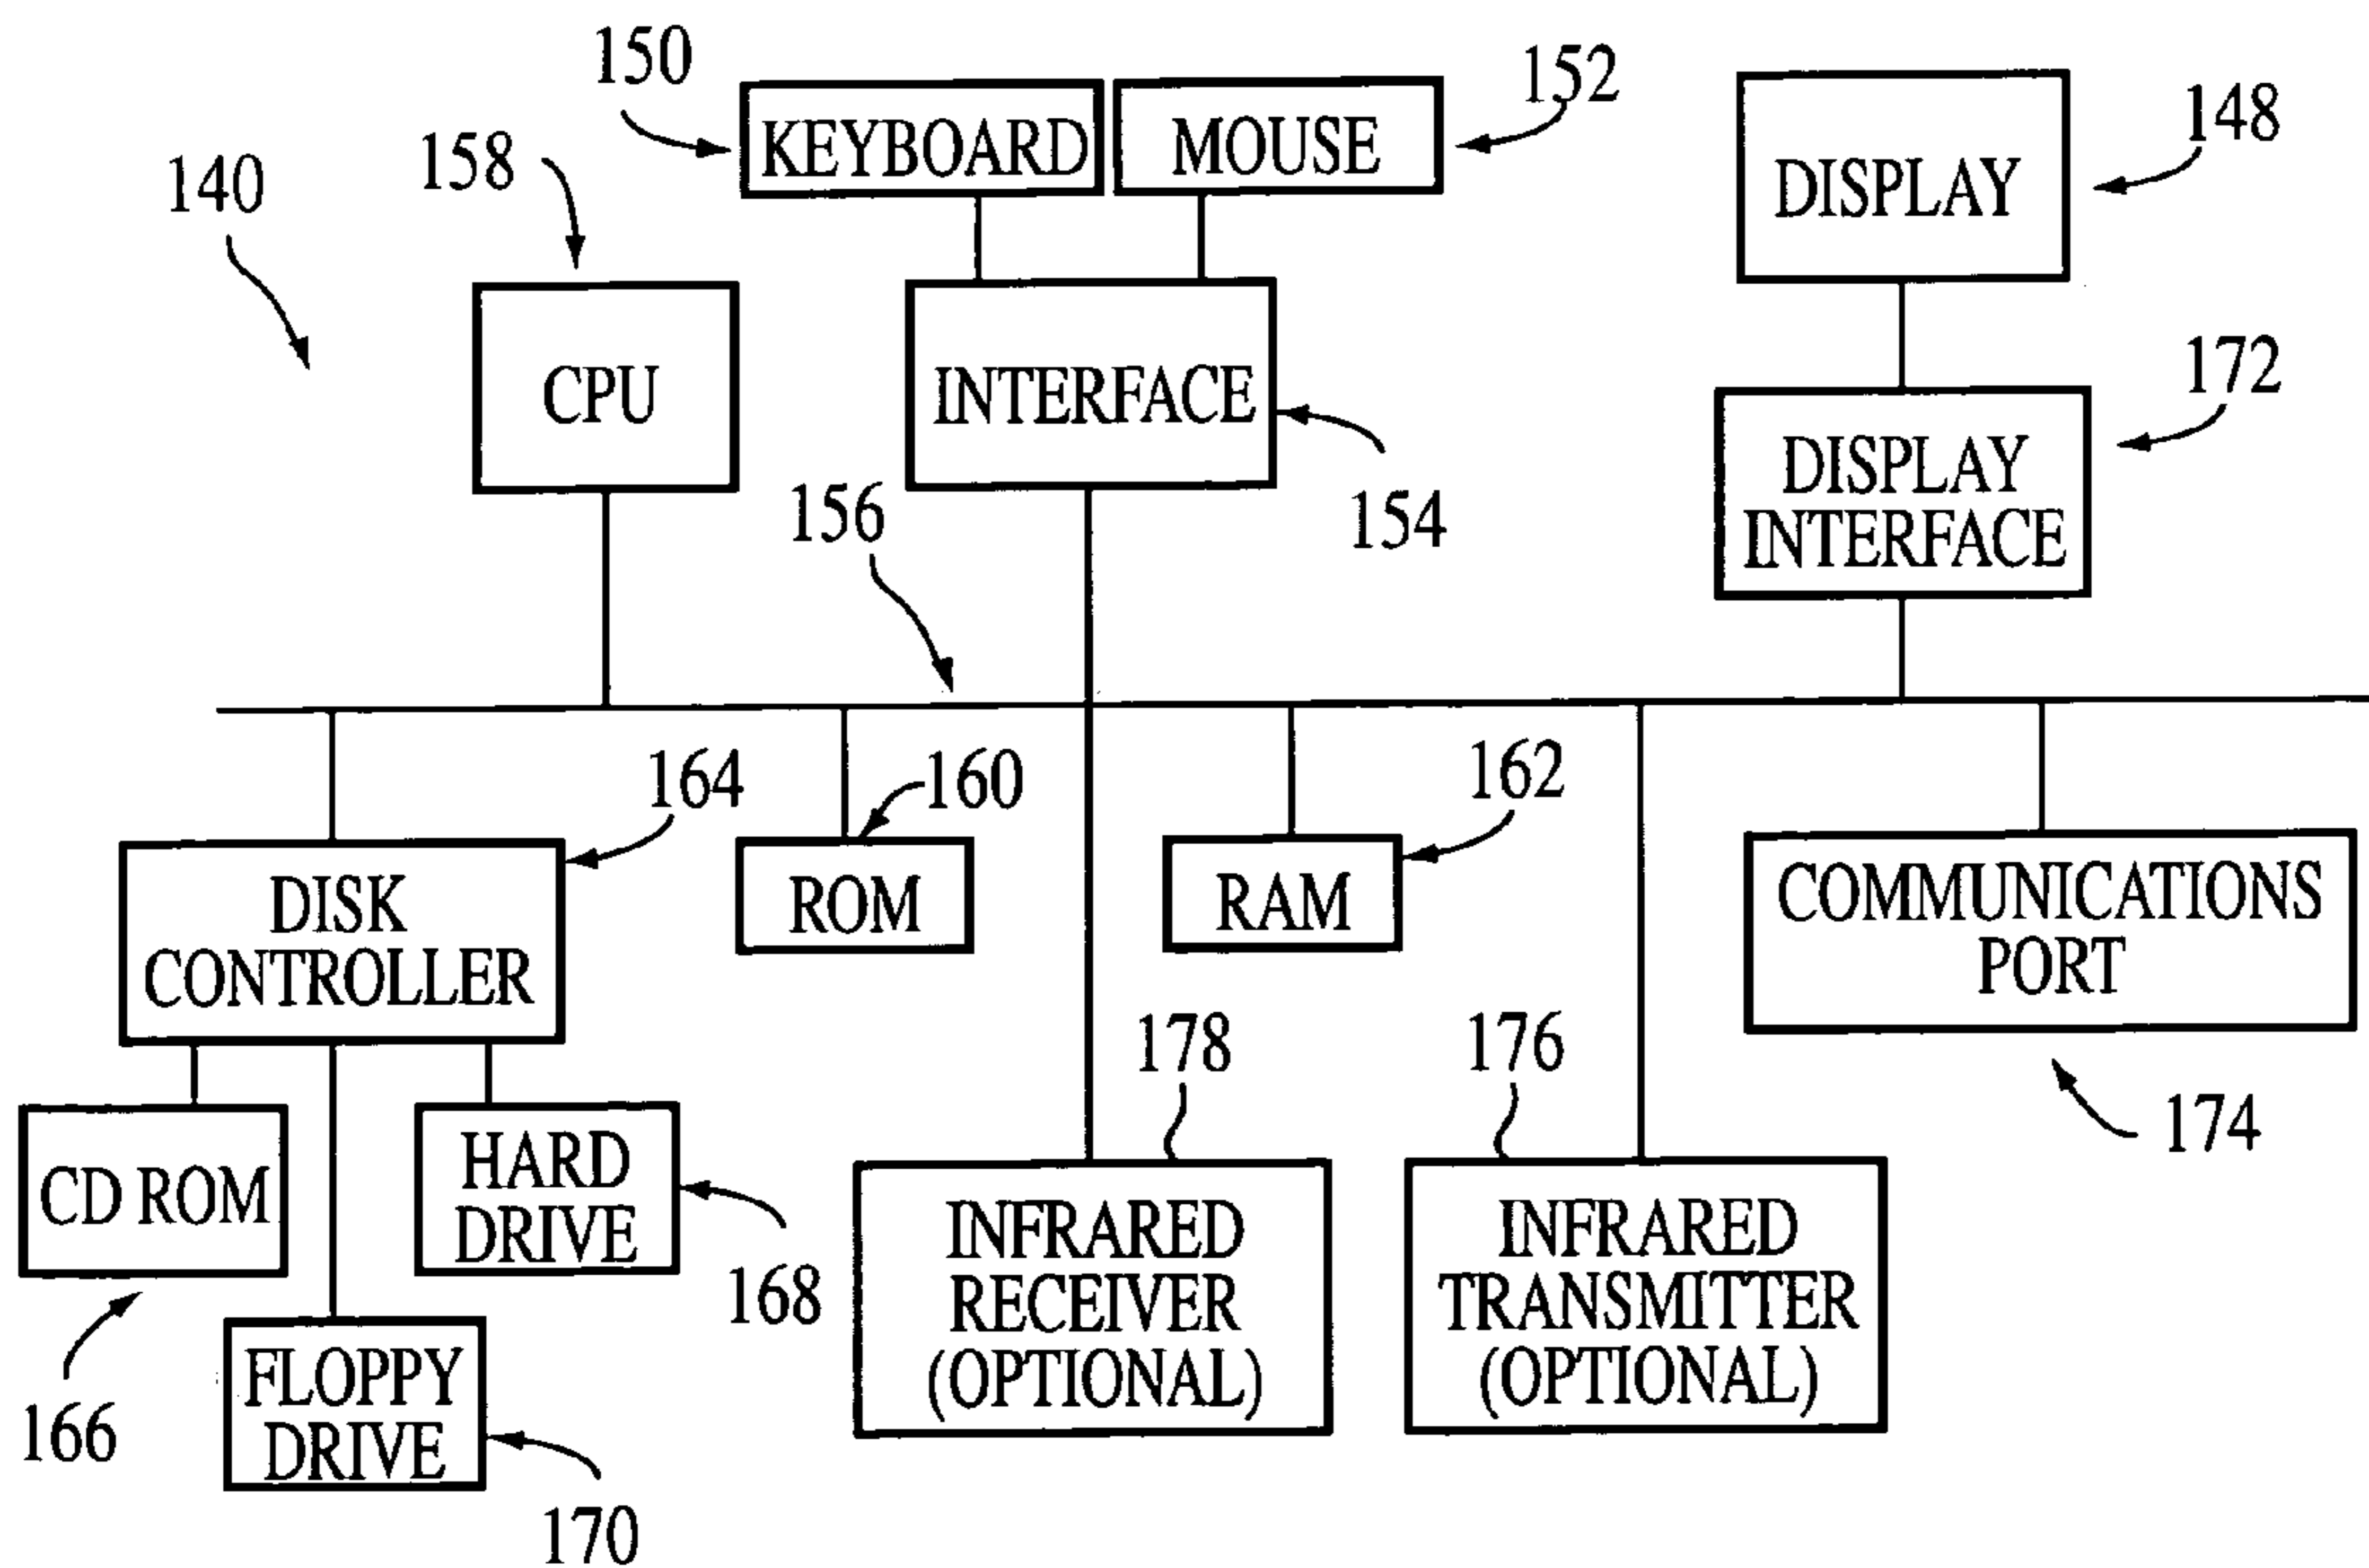 150
KEYBOARD
MOUSE
152
158
140
DISPLAY
148
CPU
INTERFACE
172
DISPLAY
INTERFACE
156
154
164
160
162
DISK
CONTROLLER
ROM
RAM
COMMUNICATIONS
PORT
178
176
174
CD ROM
HARD
DRIVE
168
INFRARED
RECEIVER
(OPTIONAL)
INFRARED
TRANSMITTER
(OPTIONAL)
166
FLOPPY
DRIVE
170